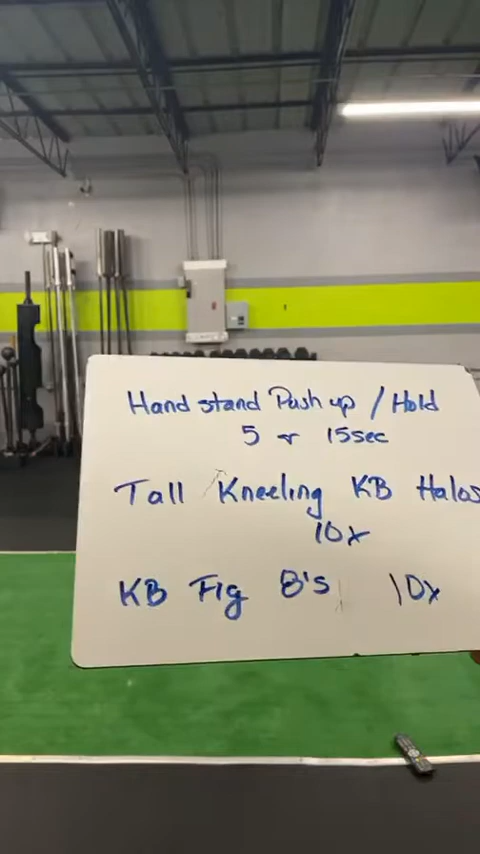 Hand stand Push up / Hold
5 or 15sec
Tall Kneeling KB Halos
10x
KB Fig 8's 10x